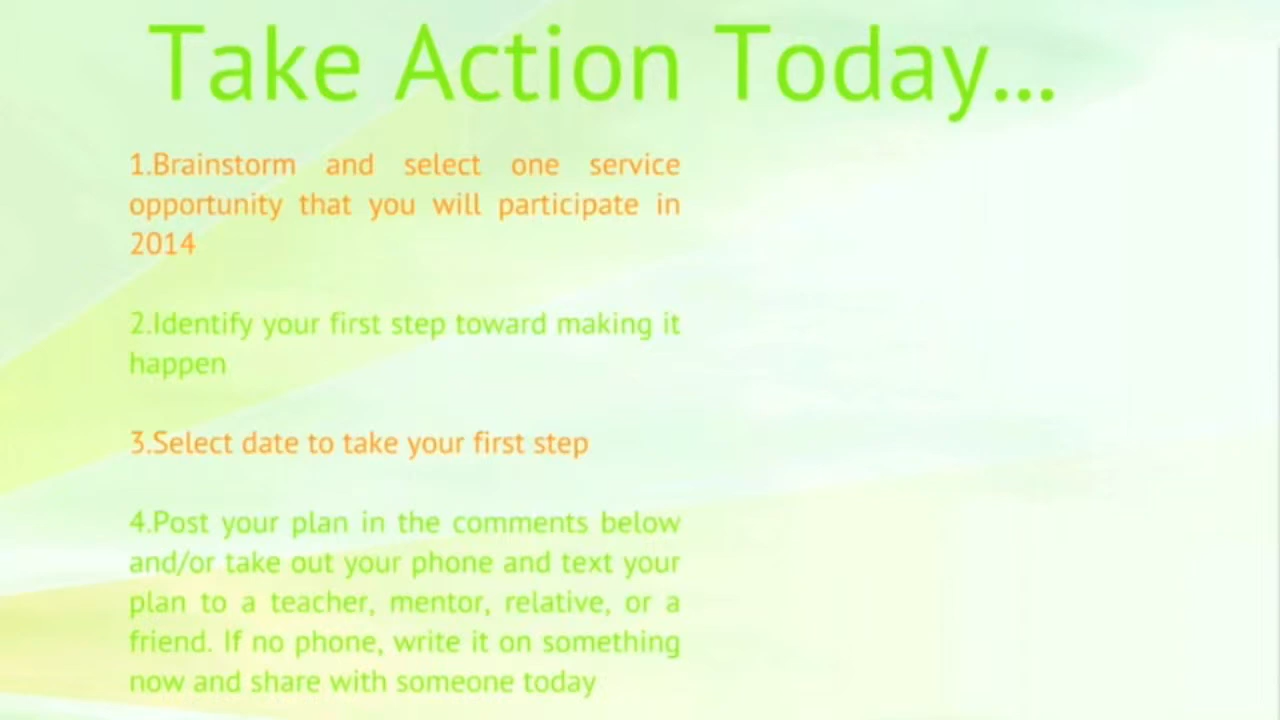 Take Action Today...
1.Brainstorm and select one service
opportunity that you will participate in
2014
2.Identify your first step toward making it
happen
3.Select date to take your first step
4.Post your plan in the comments below
and/or take out your phone and text your
plan to a teacher, mentor, relative, or a
friend. If no phone, write it on something
now and share with someone today